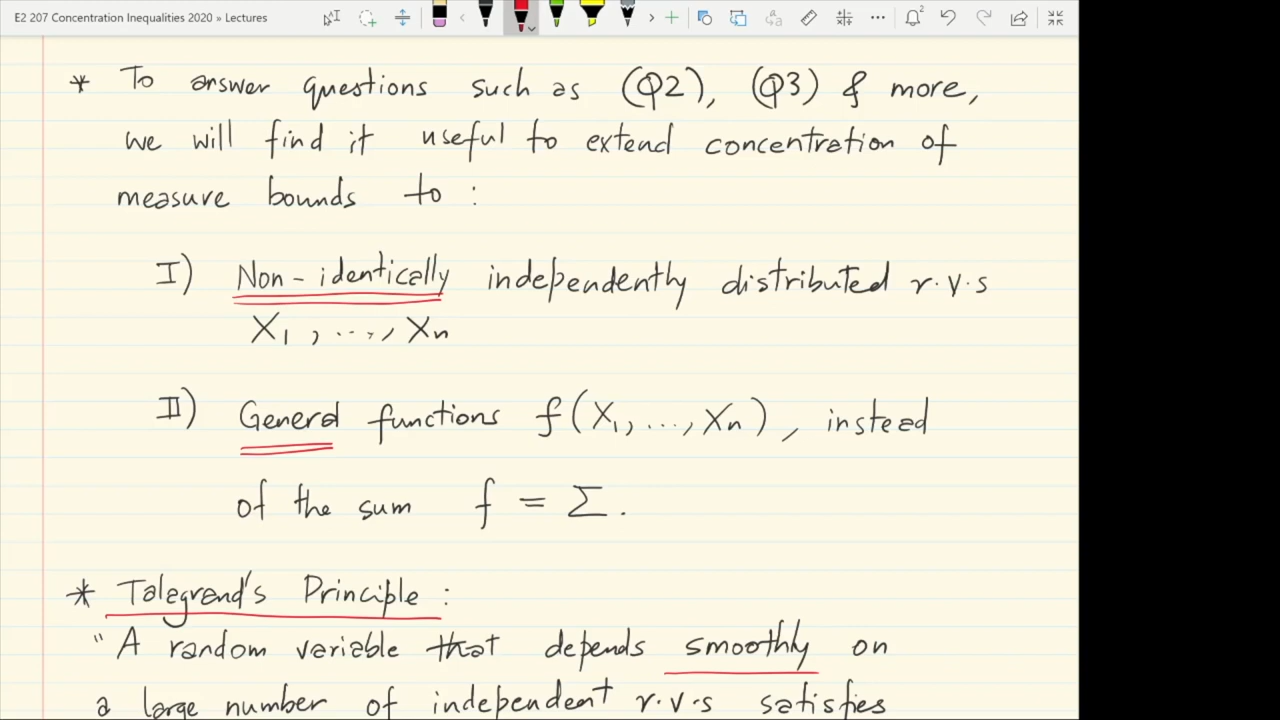 E2 207 Concentration Inequalities 2020 » Lectures
* To answer questions such as (Q2), (Q3) & more,
we will find it useful to extend concentration of
measure bounds to :
I) Non-identically independently distributed r.v.s
X₁, ..., Xₙ
II) General functions f(X₁, ..., Xₙ), instead
of the sum f = Σ.
* Talegrand's Principle :
" A random variable that depends smoothly on
a large number of independent r.v.s satisfies